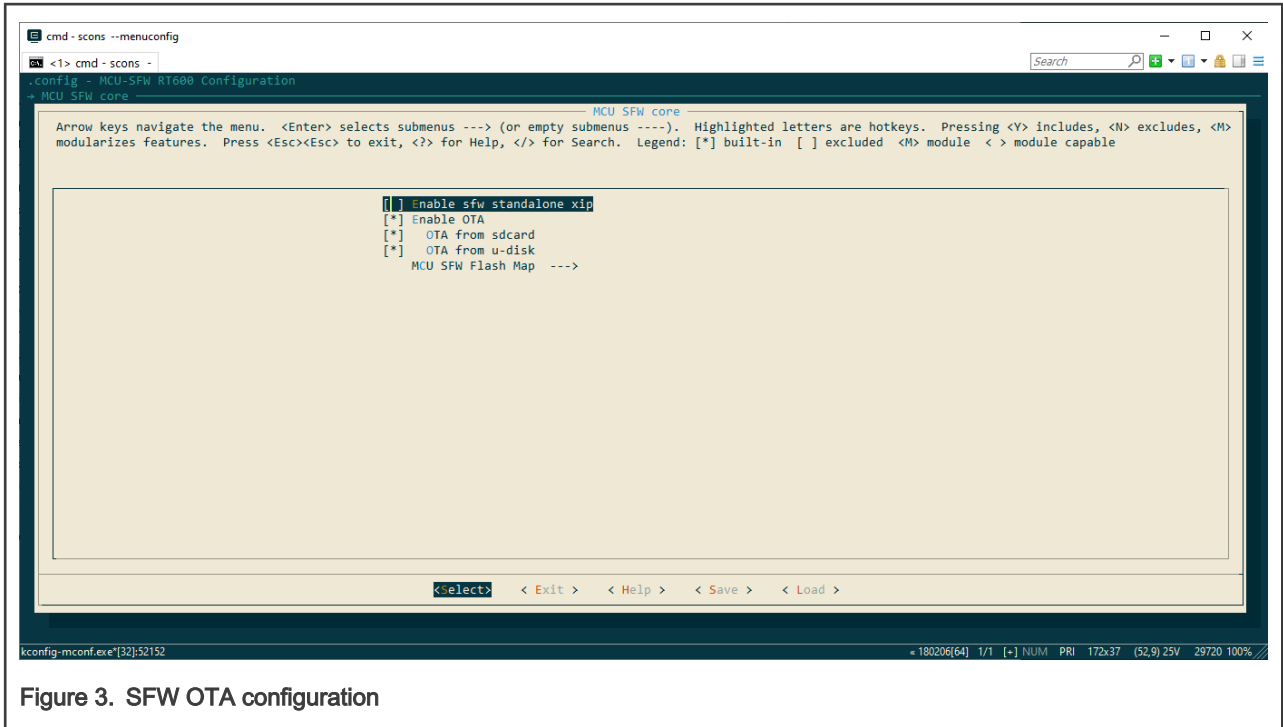 cmd - scons --menuconfig
<1> cmd - scons -
Search
.config - MCU-SFW RT600 Configuration
→ MCU SFW core
MCU SFW core
Arrow keys navigate the menu. <Enter> selects submenus ---> (or empty submenus ----). Highlighted letters are hotkeys. Pressing <Y> includes, <N> excludes, <M>
modularizes features. Press <Esc><Esc> to exit, <?> for Help, </> for Search. Legend: [*] built-in [ ] excluded <M> module < > module capable
[ ] Enable sfw standalone xip
[*] Enable OTA
[*] OTA from sdcard
[*] OTA from u-disk
MCU SFW Flash Map --->
<Select> < Exit > < Help > < Save > < Load >
kconfig-mconf.exe*[32]:52152 « 180206[64] 1/1 [+] NUM PRI 172x37 (52,9) 25V 29720 100%
Figure 3. SFW OTA configuration